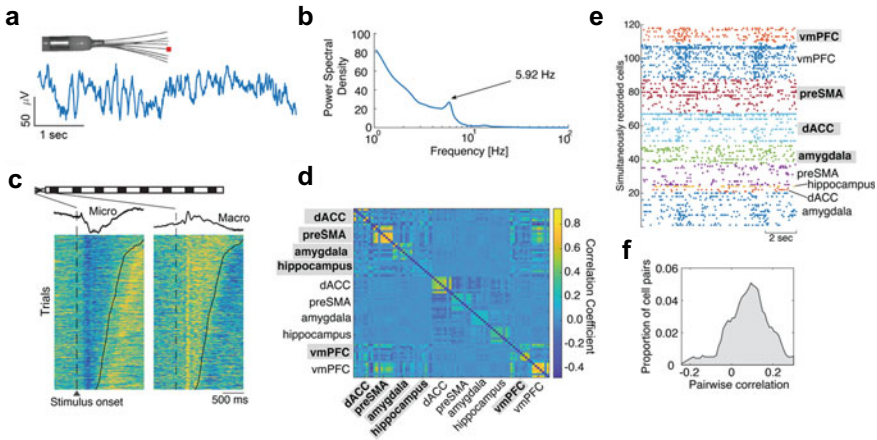 a
50 µV
1 sec
b
Power Spectral
Density
80
60
40
20
0
5.92 Hz
10⁰
10¹
10²
Frequency [Hz]
c
Micro
Macro
Trials
Stimulus onset
500 ms
d
dACC
preSMA
amygdala
hippocampus
dACC
preSMA
amygdala
hippocampus
vmPFC
vmPFC
dACC
preSMA
amygdala
hippocampus
dACC
preSMA
amygdala
hippocampus
vmPFC
vmPFC
0.8
0.6
0.4
0.2
0.0
-0.2
-0.4
Correlation Coefficient
e
Simultaneously recorded cells
120
100
80
60
40
20
vmPFC
vmPFC
preSMA
dACC
amygdala
preSMA
hippocampus
dACC
amygdala
2 sec
f
Proportion of cell pairs
0.06
0.04
0.02
0
-0.2
0
0.2
Pairwise correlation